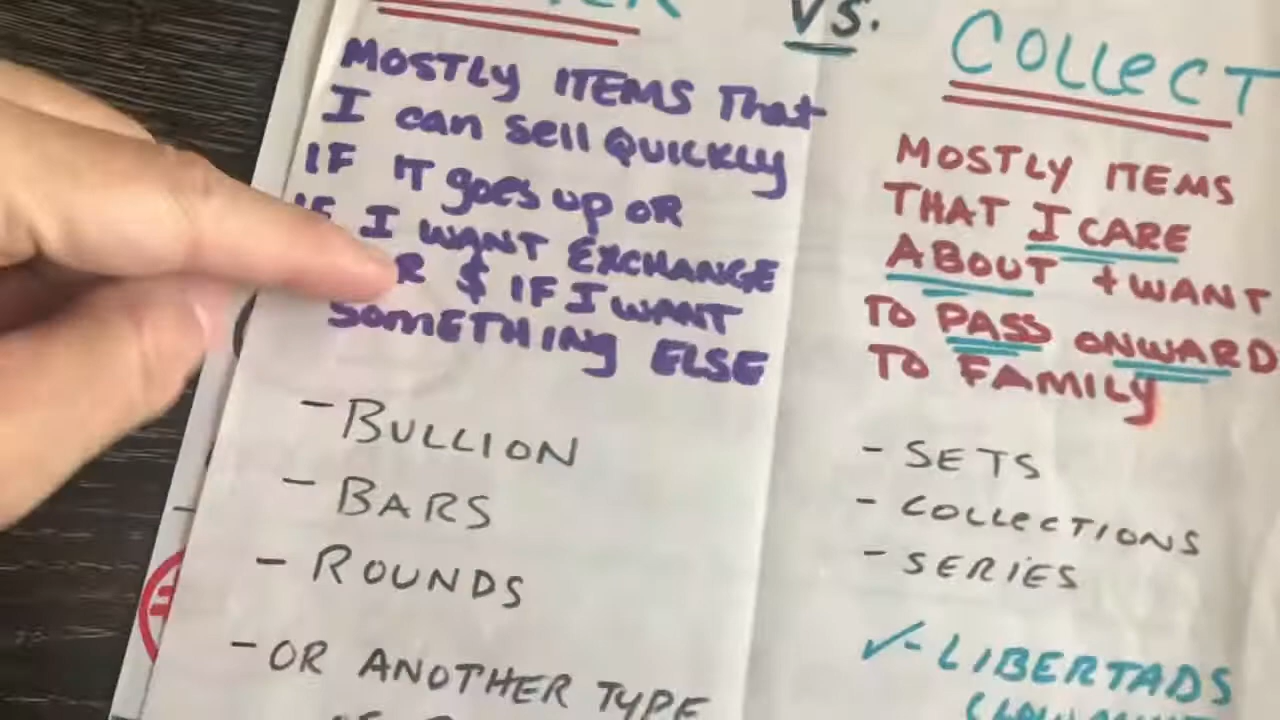 VS.
COLLECT
MOSTLY ITEMS That
I can SELL QUICKLY
IF IT goes up OR
IF I WANT EXCHANGE
$ IF I WANT
SOMETHING ELSE
- BULLION
- BARS
- ROUNDS
- OR ANOTHER TYPE
MOSTLY ITEMS
THAT I CARE
ABOUT + WANT
TO PASS ONWARD
TO FAMILY
- SETS
- COLLECTIONS
- SERIES
✓- LIBERTADS